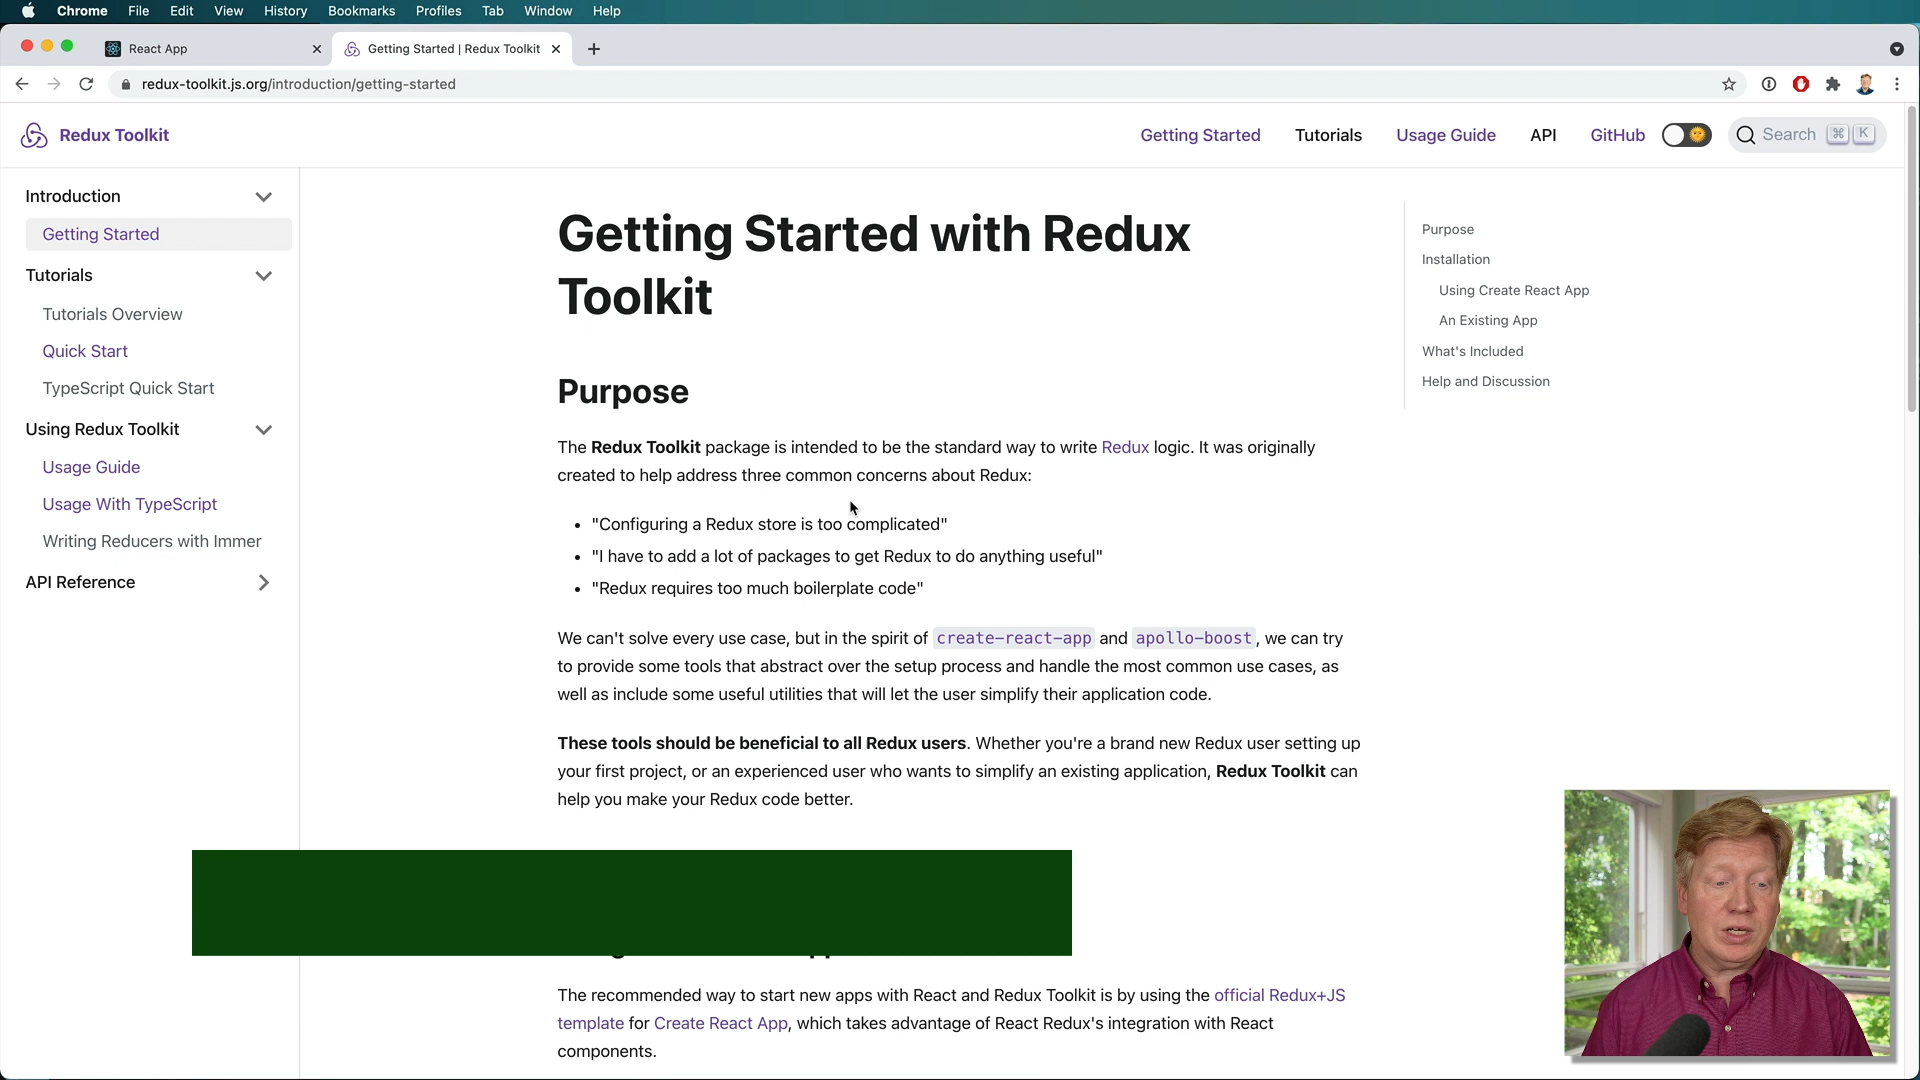 Chrome File Edit View History Bookmarks Profiles Tab Window Help
React App
Getting Started | Redux Toolkit
redux-toolkit.js.org/introduction/getting-started
Redux Toolkit
Getting Started Tutorials Usage Guide API GitHub
Search ⌘ K
Introduction
Getting Started
Tutorials
Tutorials Overview
Quick Start
TypeScript Quick Start
Using Redux Toolkit
Usage Guide
Usage With TypeScript
Writing Reducers with Immer
API Reference
Getting Started with Redux
Toolkit
Purpose
The Redux Toolkit package is intended to be the standard way to write Redux logic. It was originally
created to help address three common concerns about Redux:
• "Configuring a Redux store is too complicated"
• "I have to add a lot of packages to get Redux to do anything useful"
• "Redux requires too much boilerplate code"
We can't solve every use case, but in the spirit of create-react-app and apollo-boost, we can try
to provide some tools that abstract over the setup process and handle the most common use cases, as
well as include some useful utilities that will let the user simplify their application code.
These tools should be beneficial to all Redux users. Whether you're a brand new Redux user setting up
your first project, or an experienced user who wants to simplify an existing application, Redux Toolkit can
help you make your Redux code better.
The recommended way to start new apps with React and Redux Toolkit is by using the official Redux+JS
template for Create React App, which takes advantage of React Redux's integration with React
components.
Purpose
Installation
Using Create React App
An Existing App
What's Included
Help and Discussion